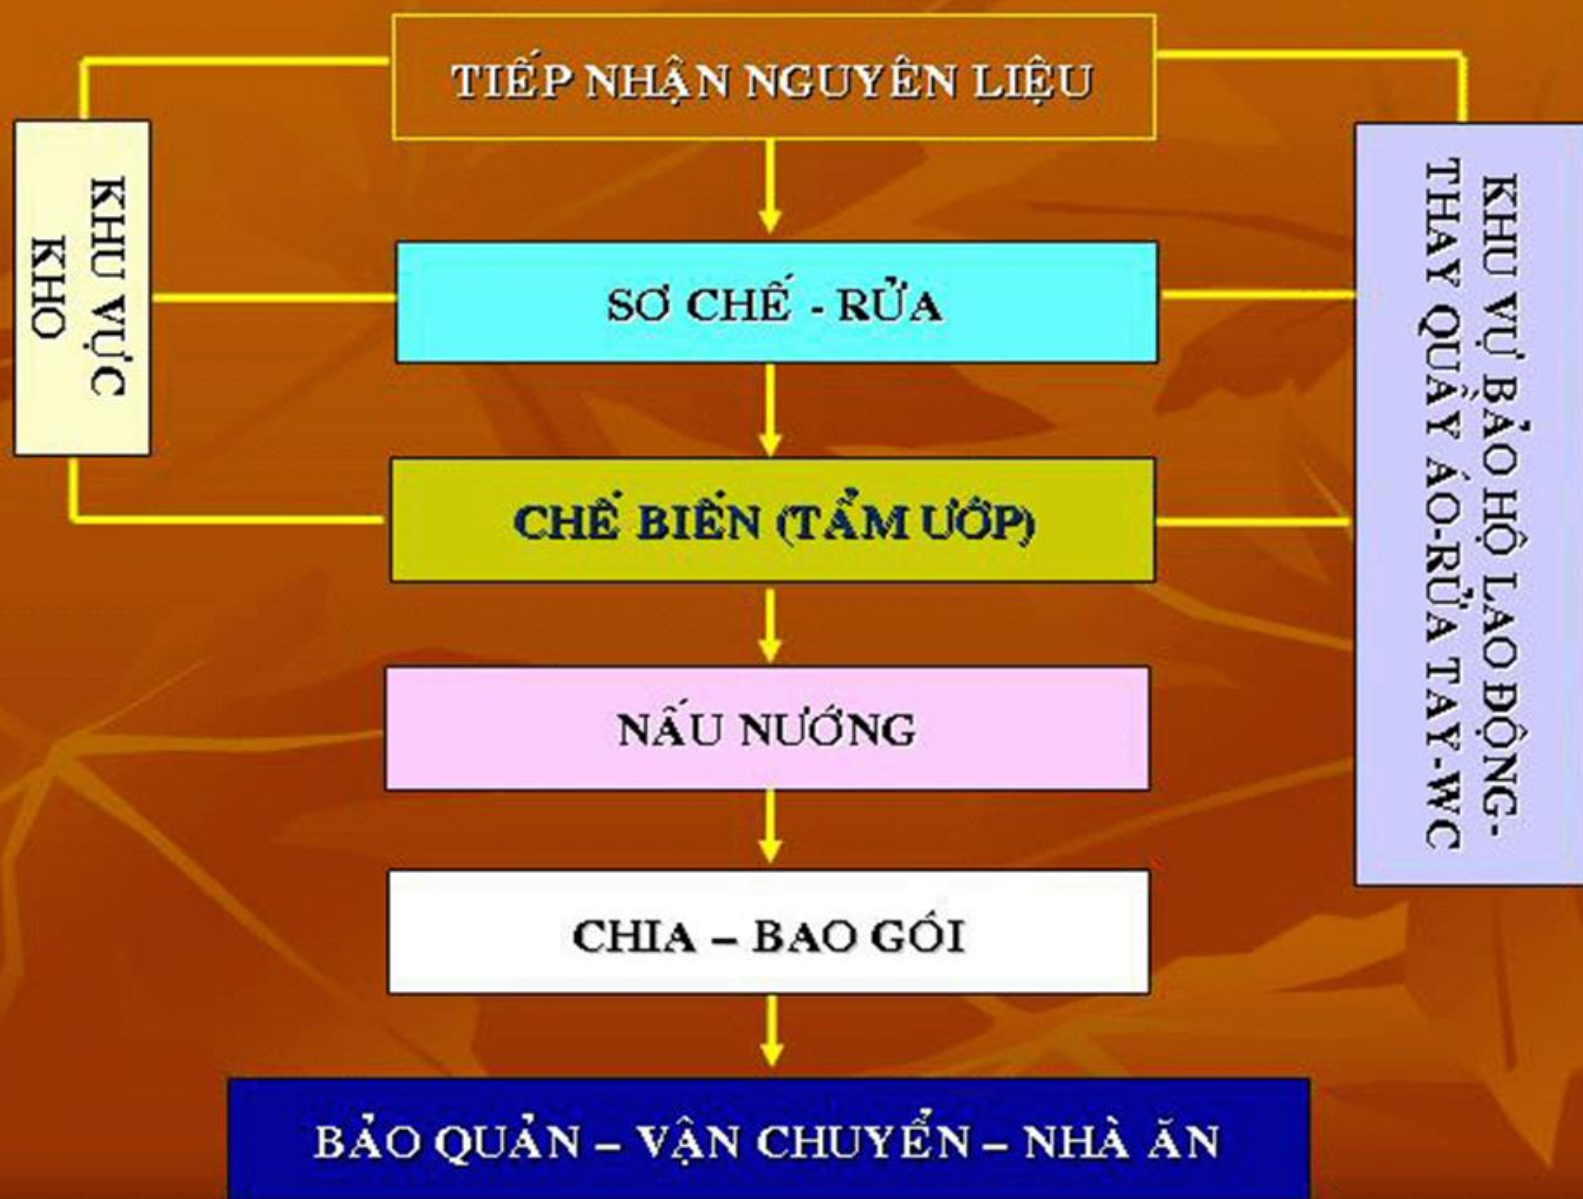 TIẾP NHẬN NGUYÊN LIỆU
KHU VỰC
KHO
SƠ CHẾ - RỬA
CHẾ BIẾN (TẨM ƯỚP)
NẤU NƯỚNG
CHIA – BAO GÓI
BẢO QUẢN – VẬN CHUYỂN – NHÀ ĂN
KHU VỰ BẢO HỘ LAO ĐỘNG-
THAY QUẦY ÁO-RỬA TAY-WC